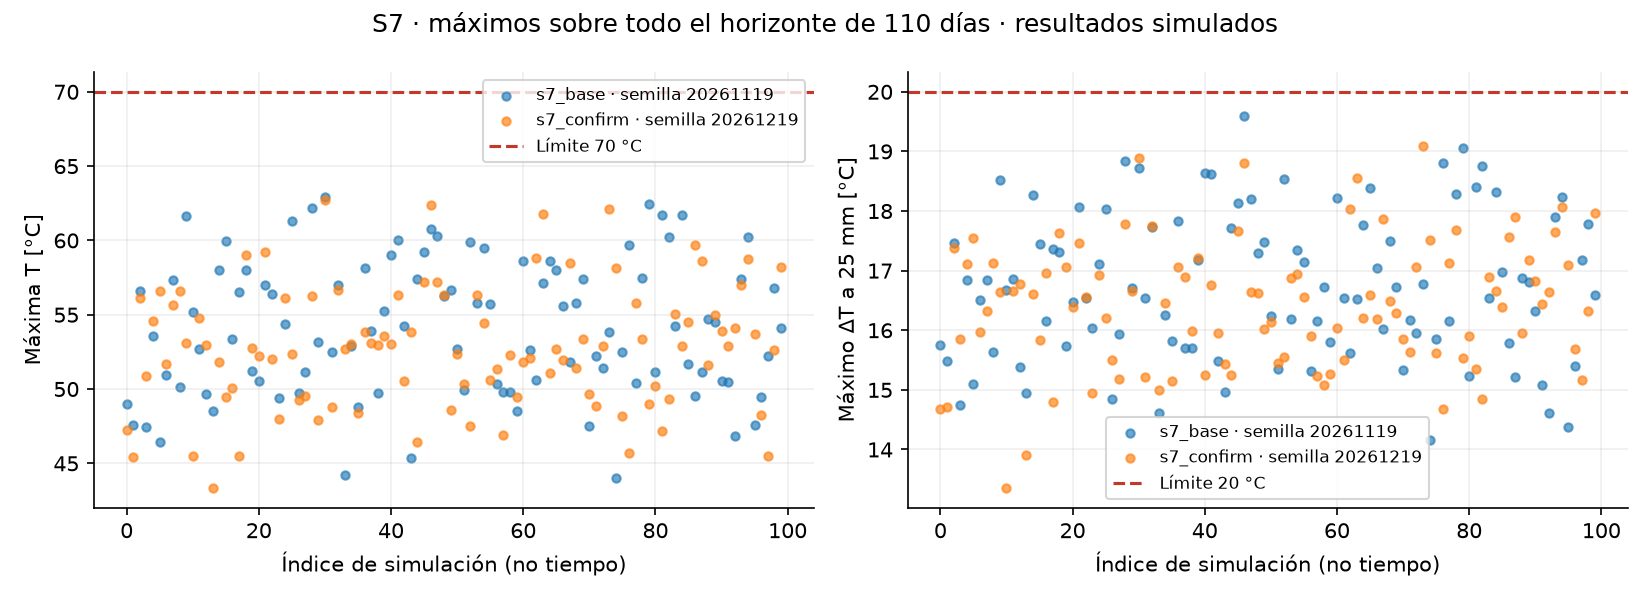 S7 · máximos sobre todo el horizonte de 110 días · resultados simulados
Máxima T [°C]
70
65
60
55
50
45
s7_base · semilla 20261119
s7_confirm · semilla 20261219
Límite 70 °C
0
20
40
60
80
100
Índice de simulación (no tiempo)
Máximo ΔT a 25 mm [°C]
20
19
18
17
16
15
14
s7_base · semilla 20261119
s7_confirm · semilla 20261219
Límite 20 °C
0
20
40
60
80
100
Índice de simulación (no tiempo)